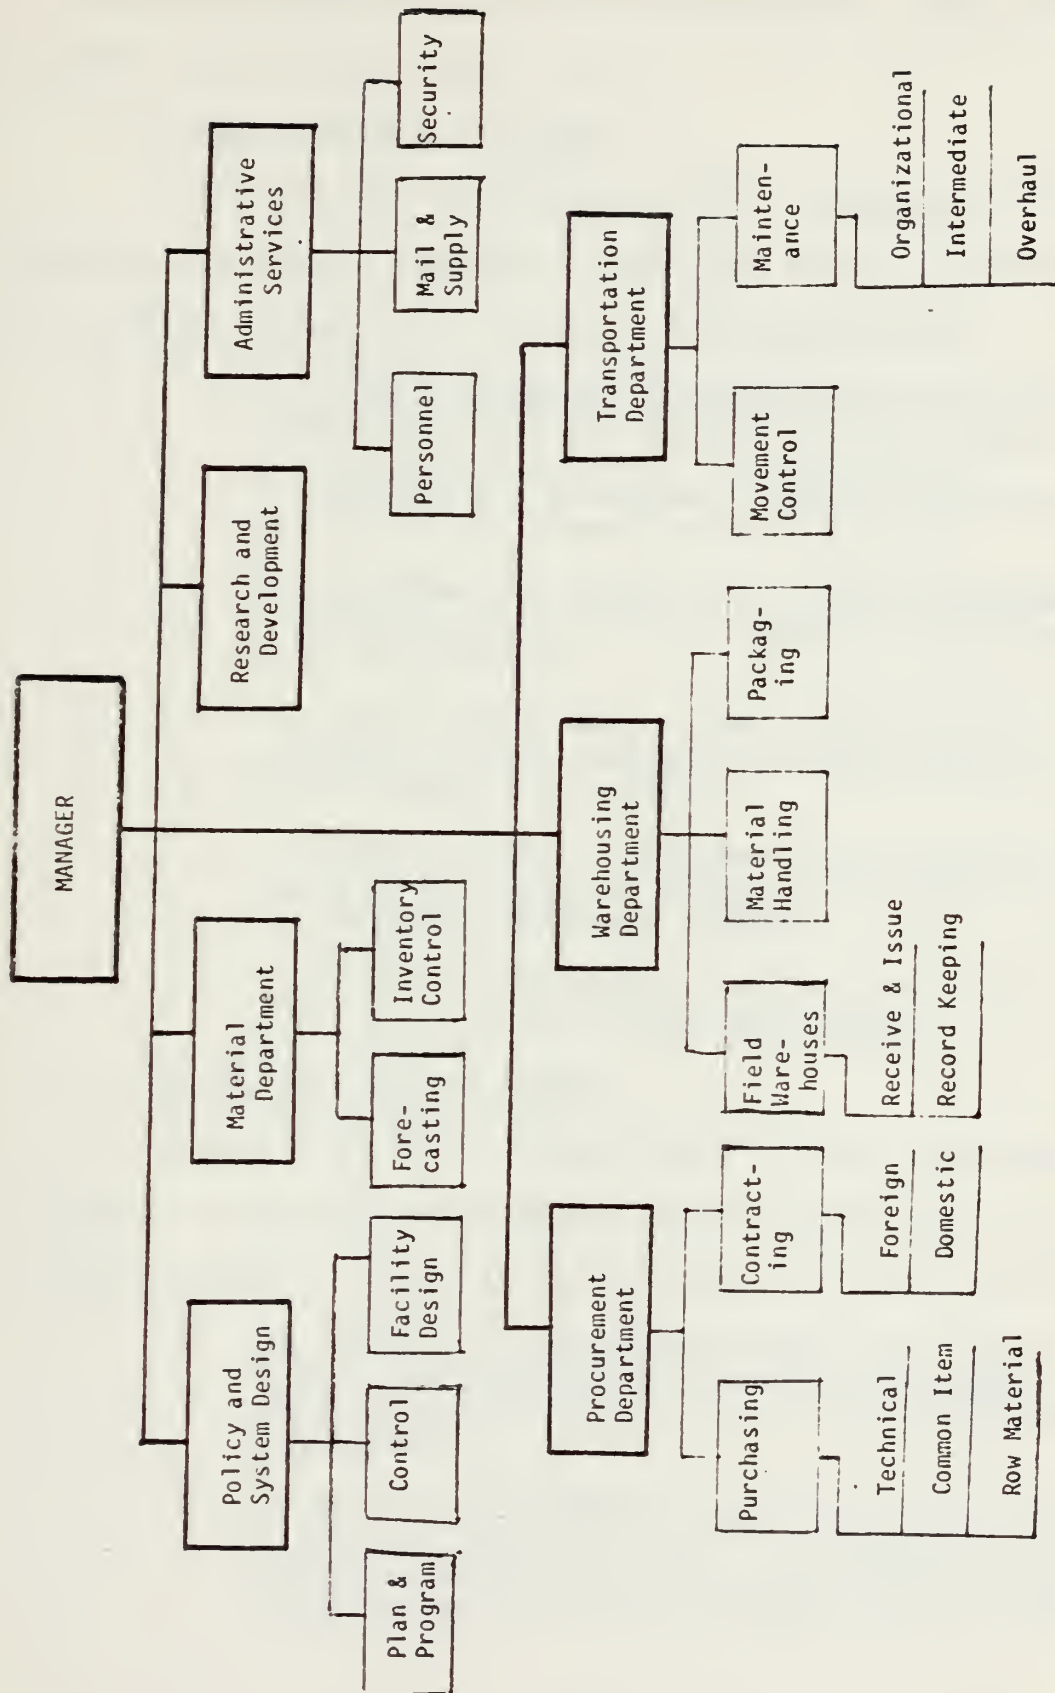 MANAGER
Policy and
System Design
Material
Department
Research and
Development
Administrative
Services
Plan &
Program
Control
Facility
Design
Fore-
casting
Inventory
Control
Personnel
Mail &
Supply
Security
Procurement
Department
Warehousing
Department
Transportation
Department
Purchasing
Contract-
ing
Field
Ware-
houses
Material
Handling
Packag-
ing
Movement
Control
Mainten-
ance
Technical
Common Item
Row Material
Foreign
Domestic
Receive & Issue
Record Keeping
Organizational
Intermediate
Overhaul